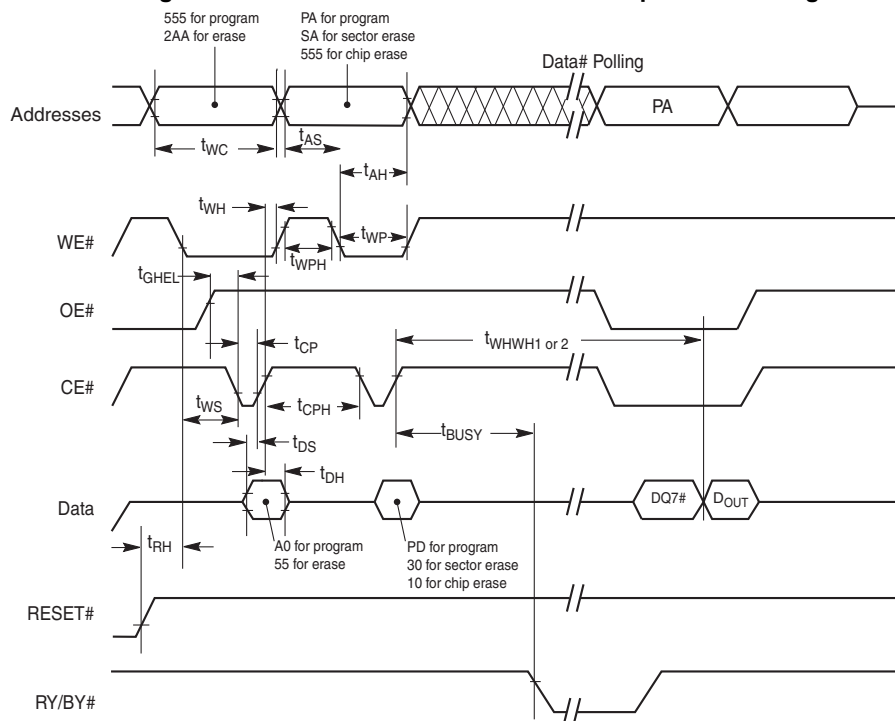 555 for program
2AA for erase
PA for program
SA for sector erase
555 for chip erase
Data# Polling
Addresses
PA
tWC
tAS
tAH
tWH
WE#
tWP
tWPH
tGHEL
OE#
tWHWH1 or 2
tCP
CE#
tWS
tCPH
tBUSY
tDS
tDH
Data
DQ7#
DOUT
tRH
A0 for program
55 for erase
PD for program
30 for sector erase
10 for chip erase
RESET#
RY/BY#